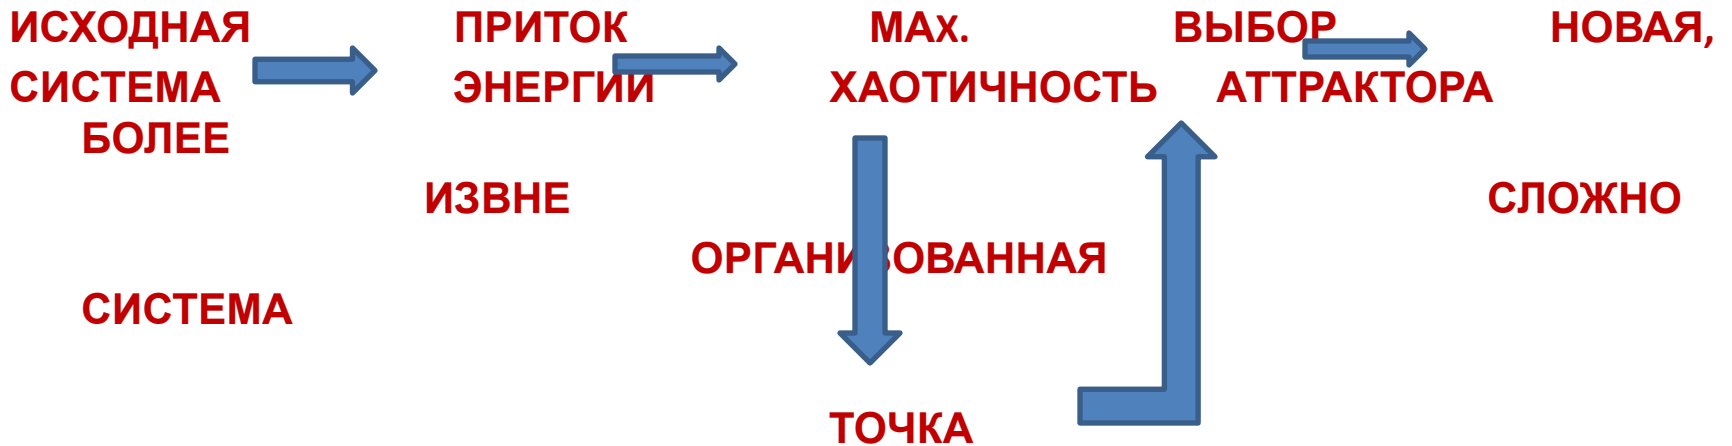 ИСХОДНАЯ ПРИТОК MAX. ВЫБОР НОВАЯ,
СИСТЕМА ЭНЕРГИИ ХАОТИЧНОСТЬ АТТРАКТОРА
БОЛЕЕ
ИЗВНЕ СЛОЖНО
ОРГАНИЗОВАННАЯ
СИСТЕМА
ТОЧКА